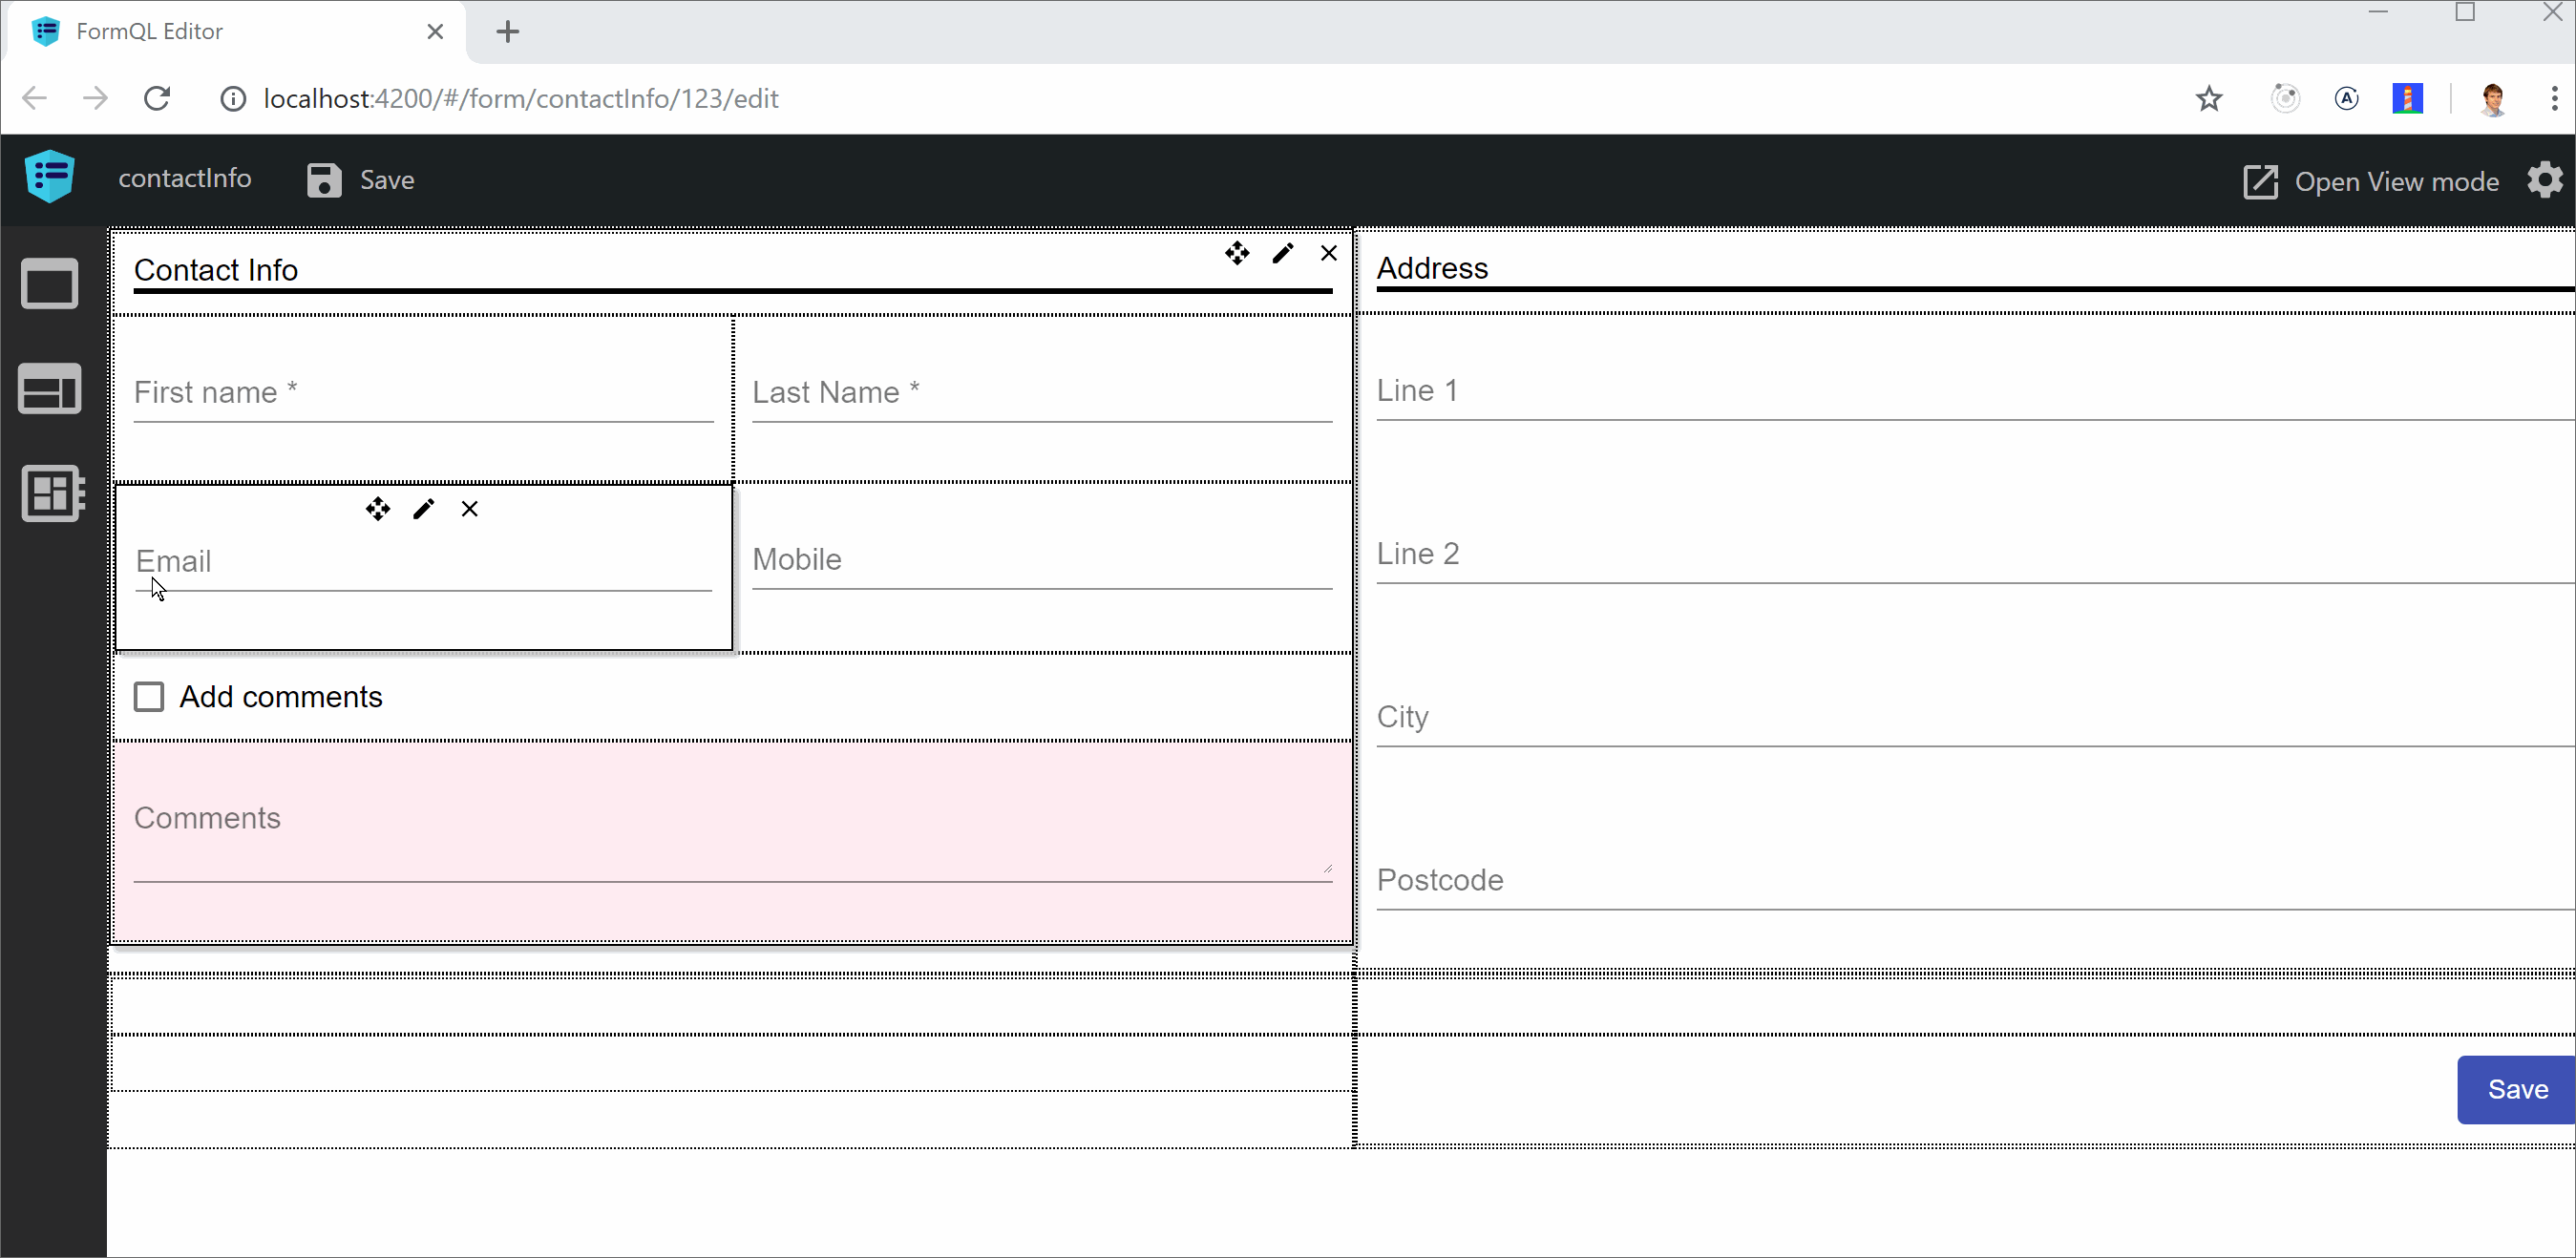 FormQL Editor
localhost:4200/#/form/contactInfo/123/edit
A
contactInfo
Save
Open View mode
Contact Info
First name *
Last Name *
Email
Mobile
Add comments
Comments
Address
Line 1
Line 2
City
Postcode
Save